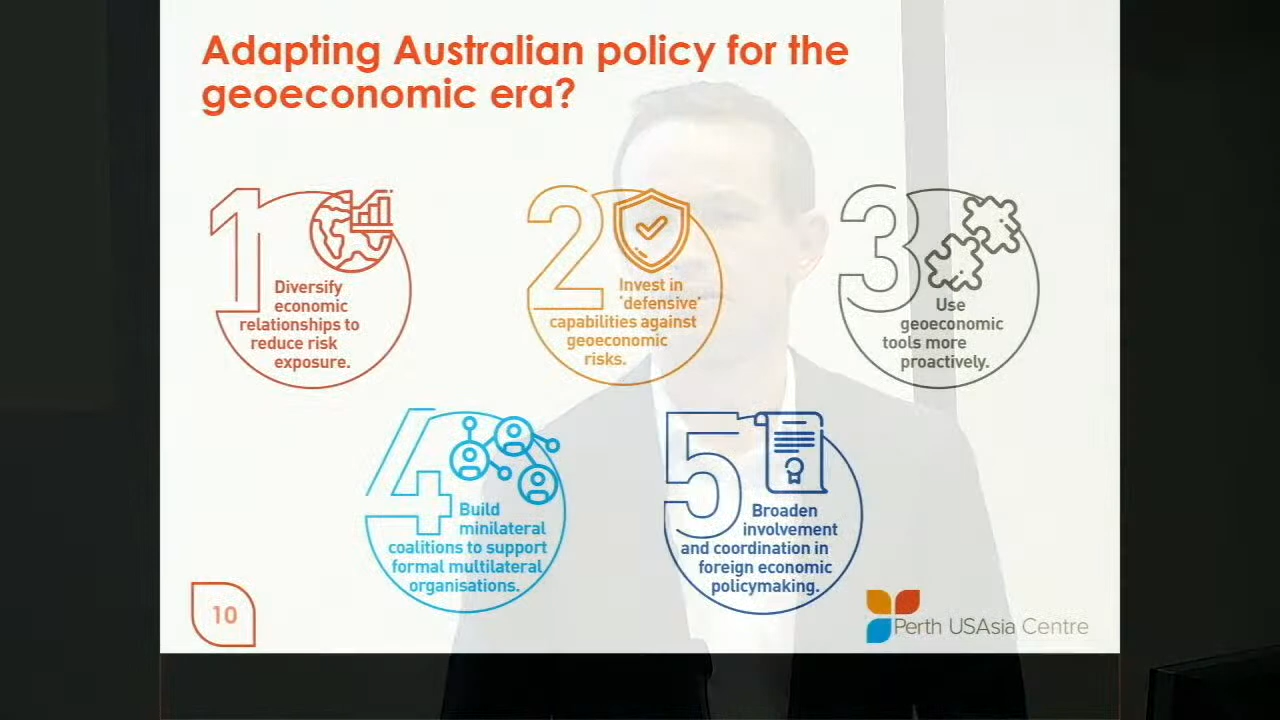 Adapting Australian policy for the
geoeconomic era?
1
Diversify
economic
relationships to
reduce risk
exposure.
2
Invest in
'defensive'
capabilities against
geoeconomic
risks.
3
Use
geoeconomic
tools more
proactively.
4
Build
minilateral
coalitions to support
formal multilateral
organisations.
5
Broaden
involvement
and coordination in
foreign economic
policymaking.
10
Perth USAsia Centre